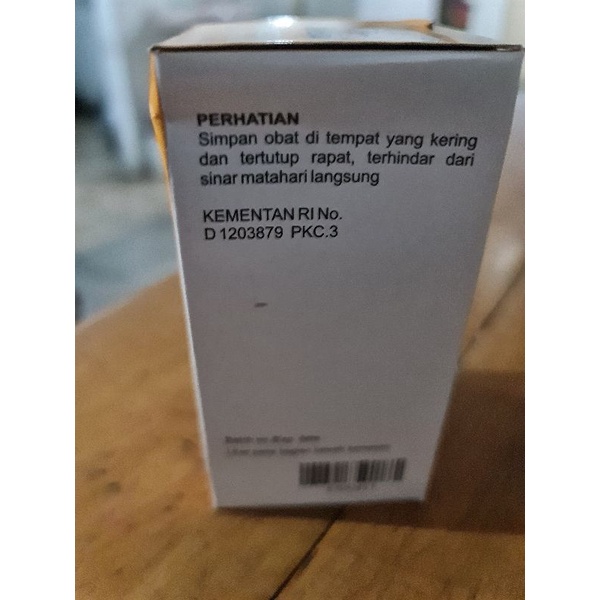 PERHATIAN
Simpan obat di tempat yang kering
dan tertutup rapat, terhindar dari
sinar matahari langsung
KEMENTAN RI No.
D 1203879 PKC.3